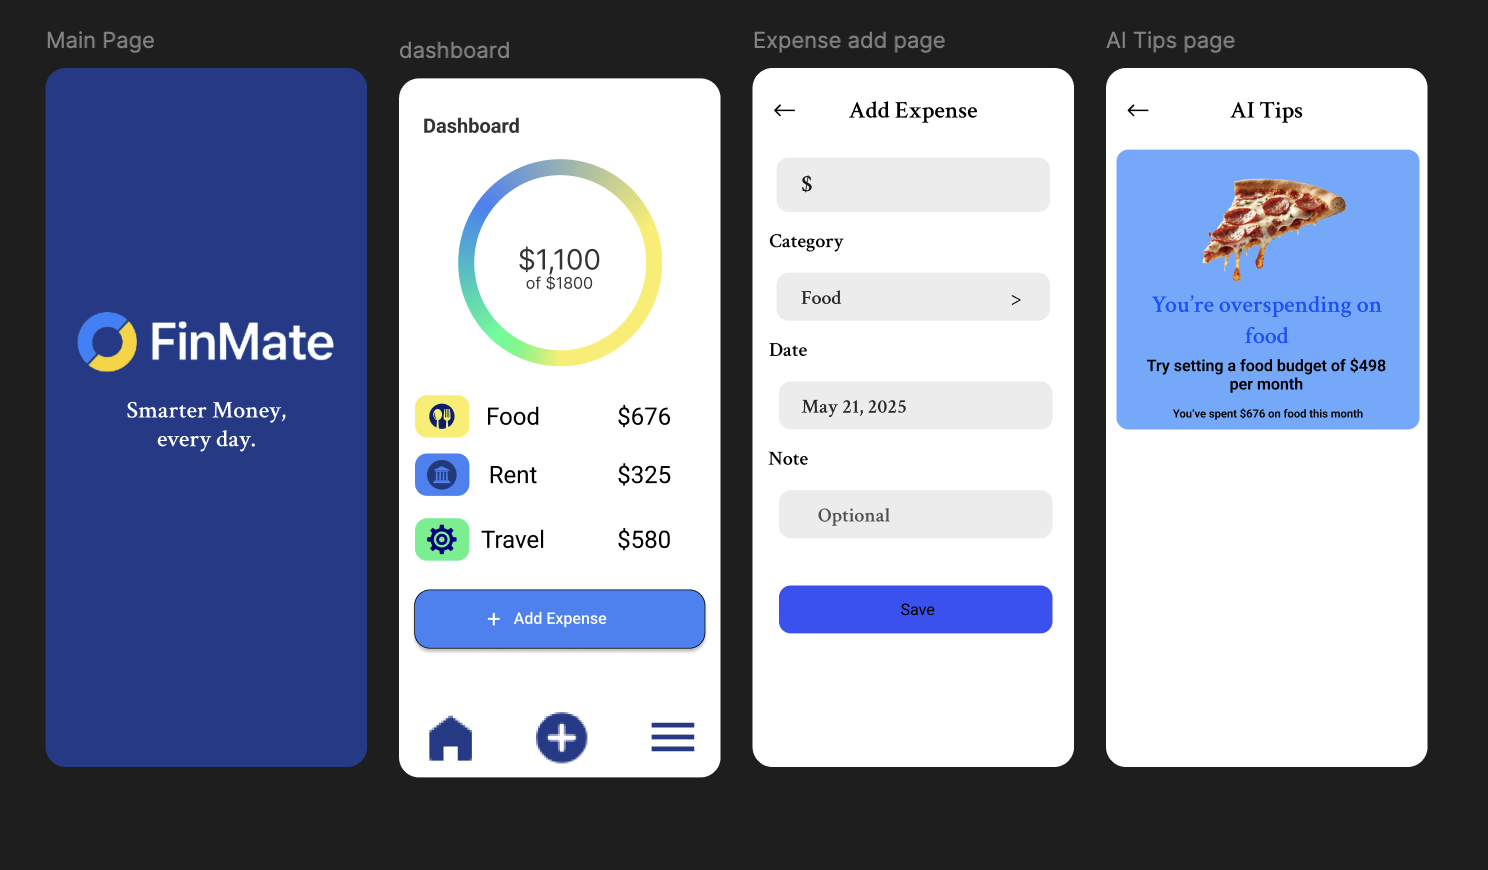 Main Page
FinMate
Smarter Money,
every day.
dashboard
Dashboard
$1,100
of $1800
Food $676
Rent $325
Travel $580
+ Add Expense
Expense add page
← Add Expense
$
Category
Food >
Date
May 21, 2025
Note
Optional
Save
AI Tips page
← AI Tips
You’re overspending on
food
Try setting a food budget of $498
per month
You've spent $676 on food this month